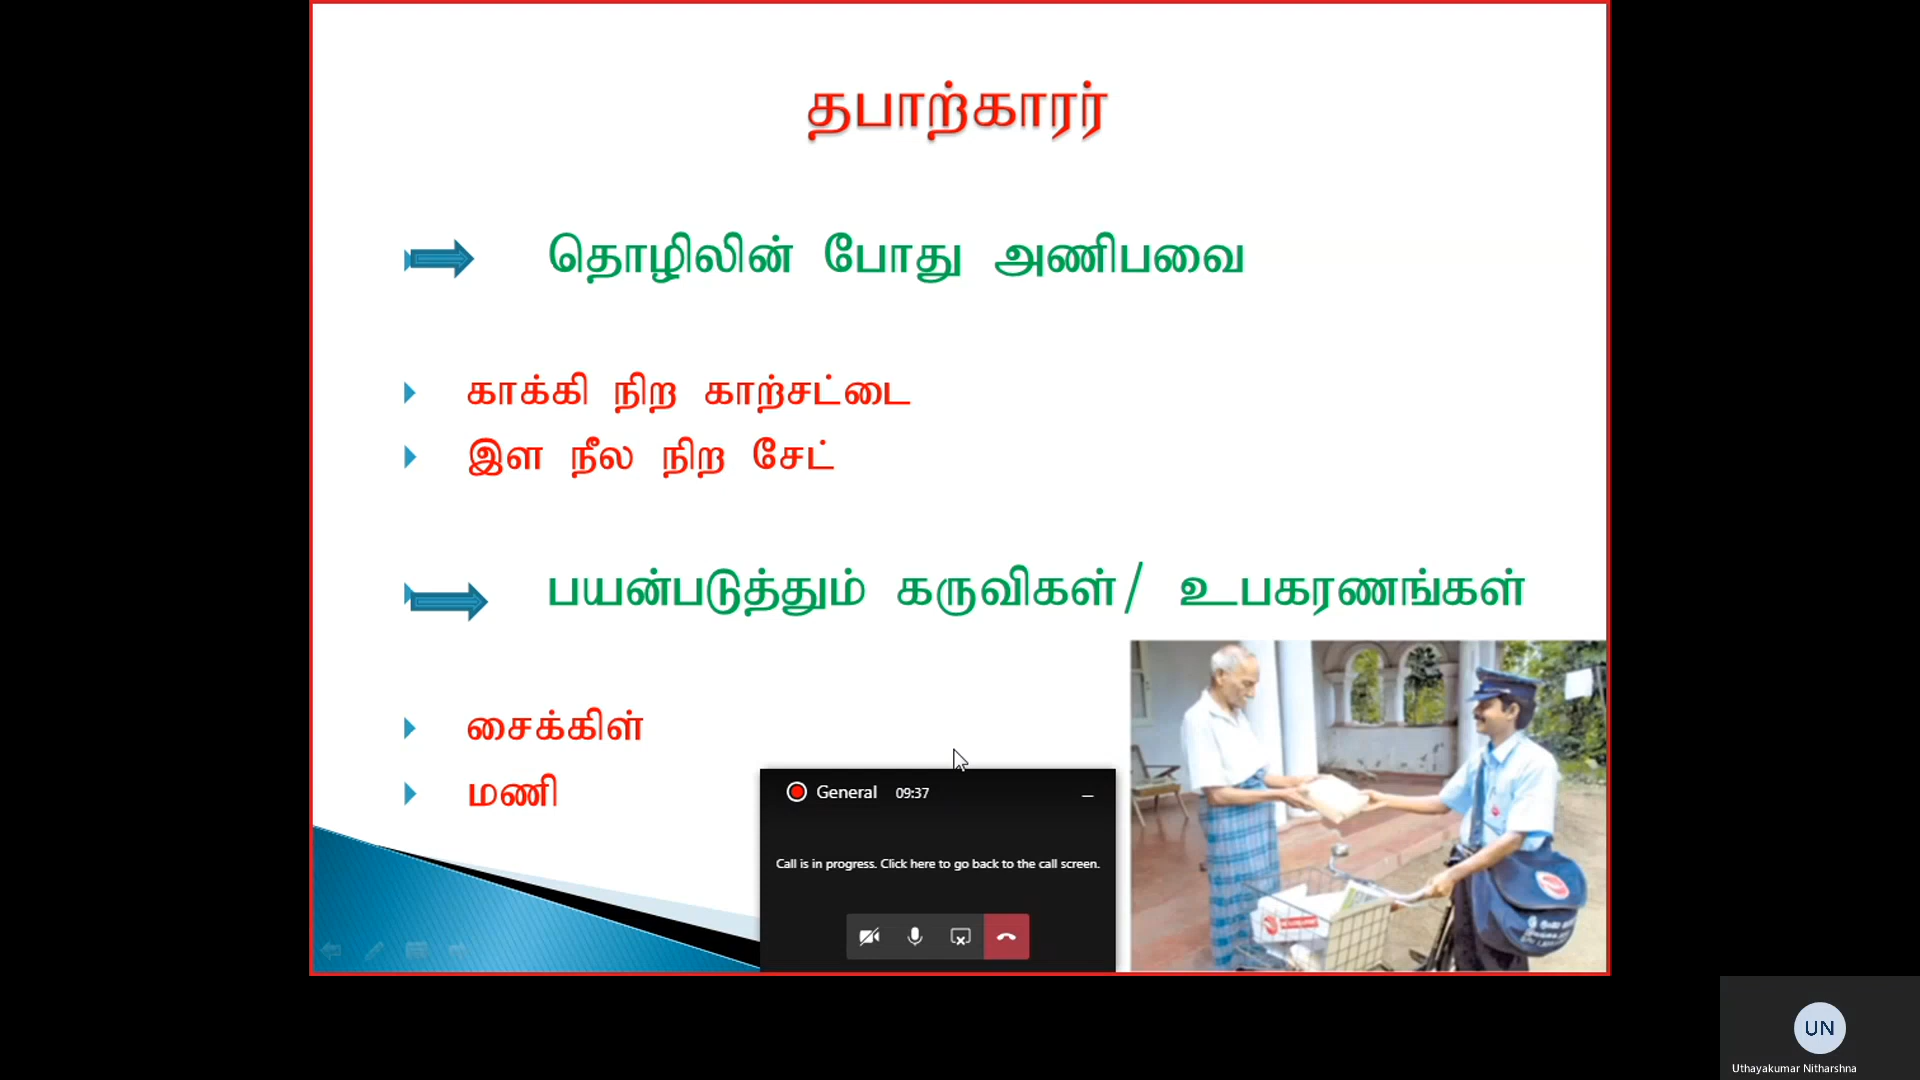 தபாற்காரர்
தொழிலின் போது அணிபவை
காக்கி நிற காற்சட்டை
இள நீல நிற சேட்
பயன்படுத்தும் கருவிகள்/ உபகரணங்கள்
சைக்கிள்
மணி
General 09:37
Call is in progress. Click here to go back to the call screen.
UN
Uthayakumar Nitharshna